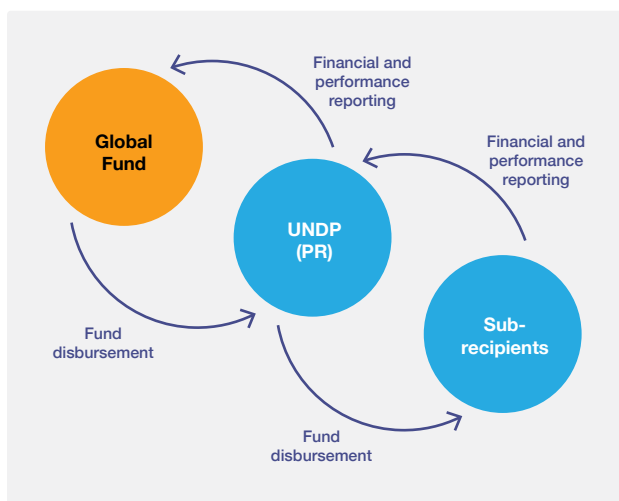 Financial and
performance
reporting
Global
Fund
Financial and
performance
reporting
UNDP
(PR)
Fund
disbursement
Sub-
recipients
Fund
disbursement